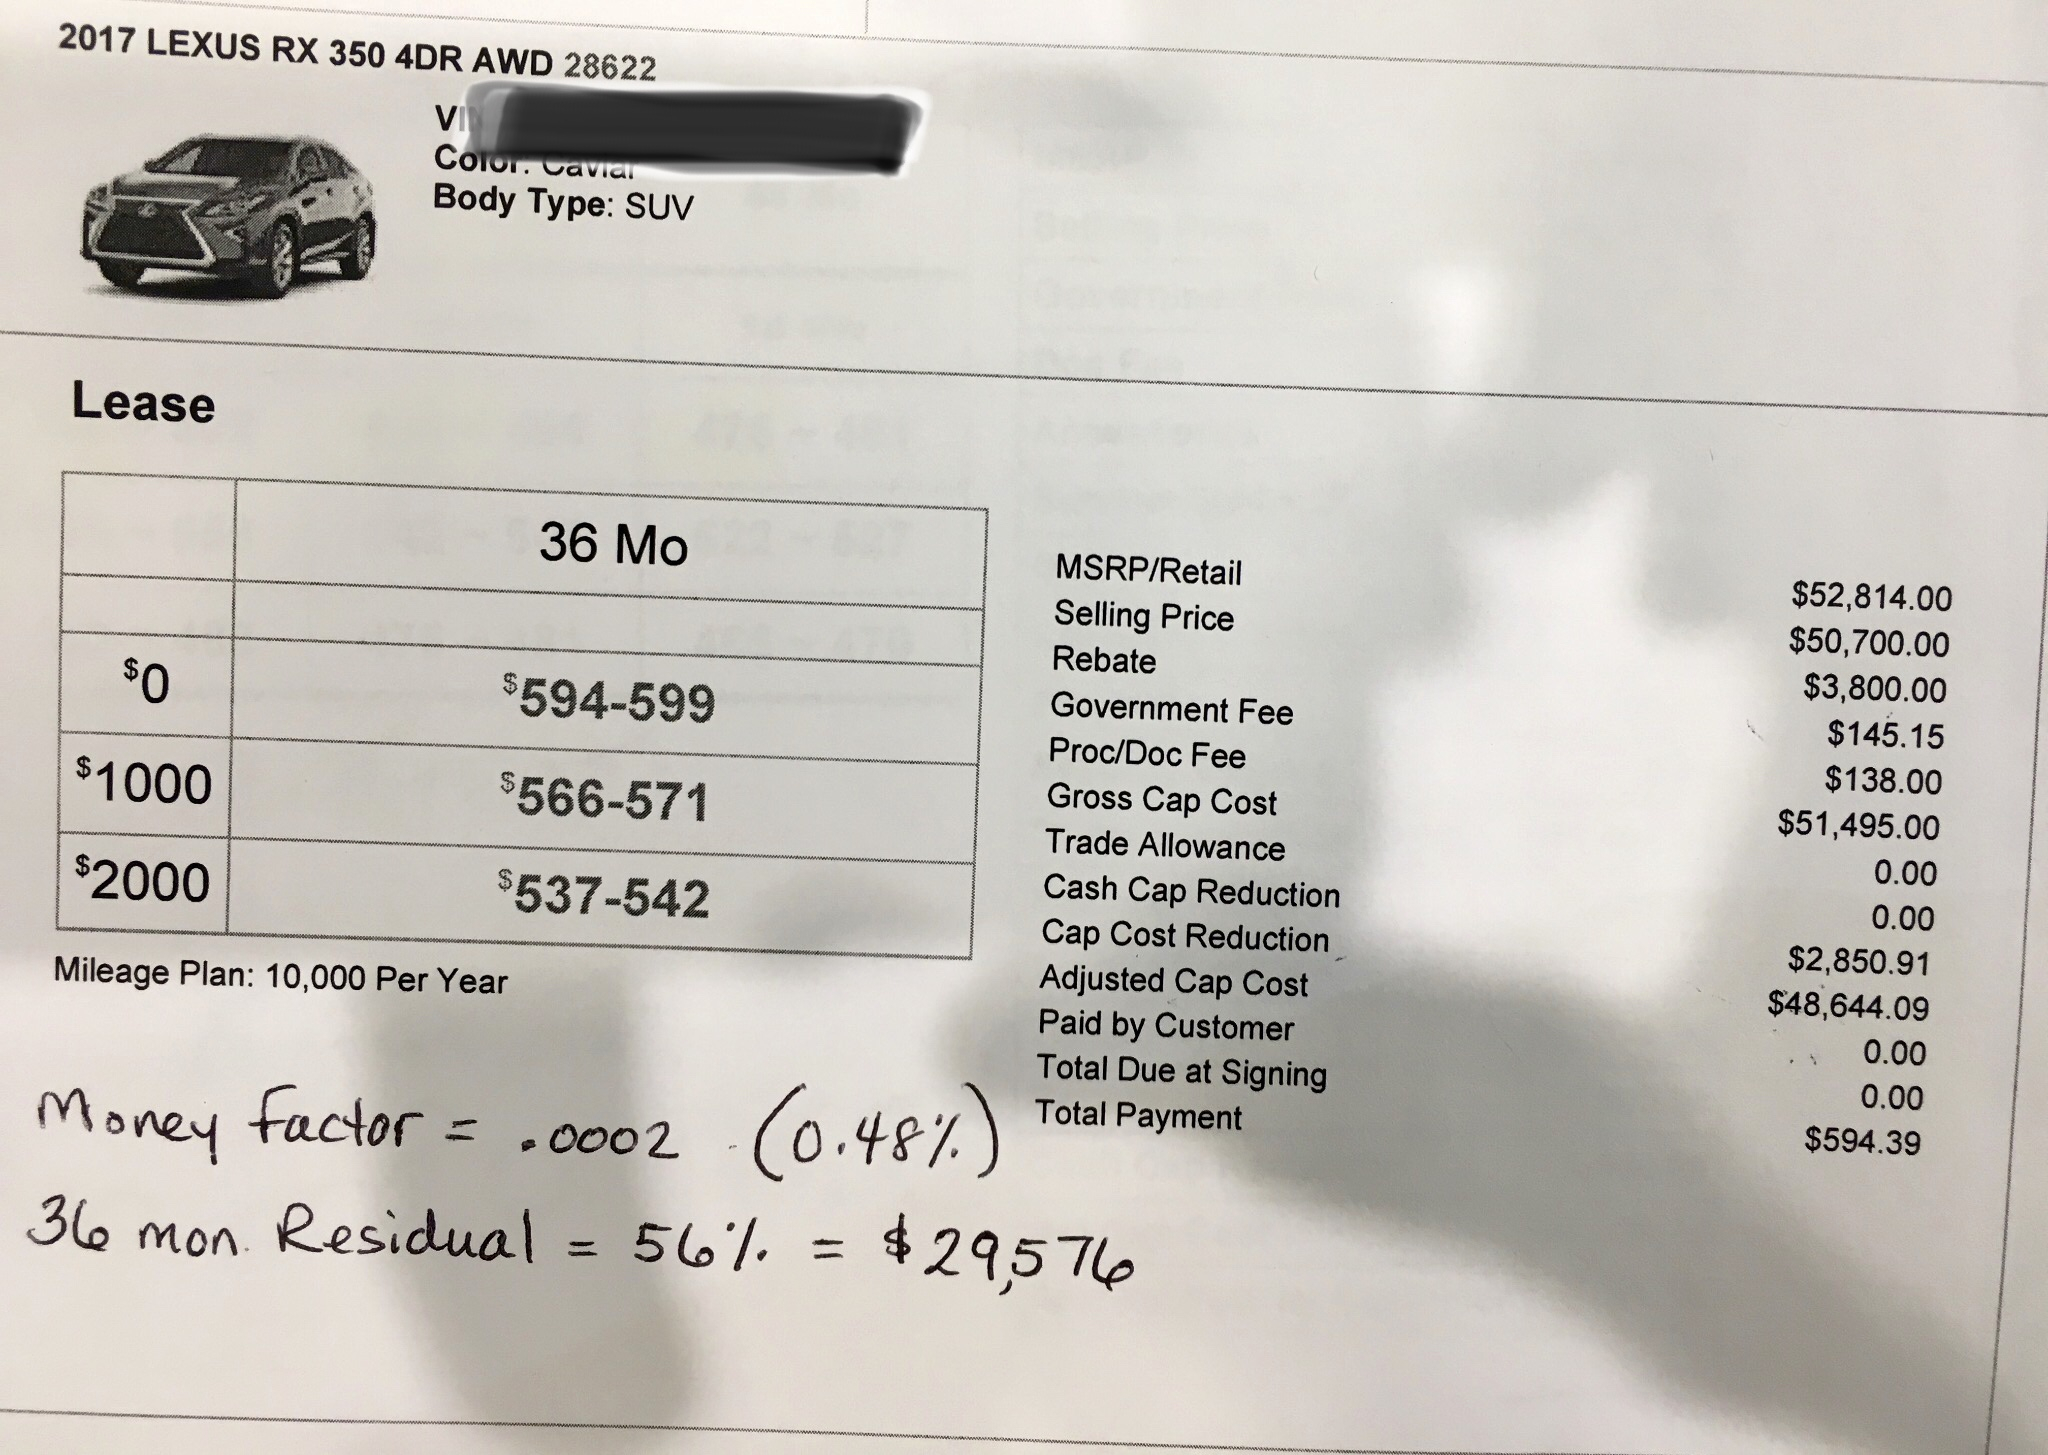 2017 LEXUS RX 350 4DR AWD 28622
Color: Caviar
Body Type: SUV
Lease
36 Mo
$0 $594-599
$1000 $566-571
$2000 $537-542
Mileage Plan: 10,000 Per Year
MSRP/Retail $52,814.00
Selling Price $50,700.00
Rebate $3,800.00
Government Fee $145.15
Proc/Doc Fee $138.00
Gross Cap Cost $51,495.00
Trade Allowance 0.00
Cash Cap Reduction 0.00
Cap Cost Reduction $2,850.91
Adjusted Cap Cost $48,644.09
Paid by Customer 0.00
Total Due at Signing 0.00
Total Payment $594.39
Money factor = .0002 (0.48%)
36 mon. Residual = 56% = $29,576